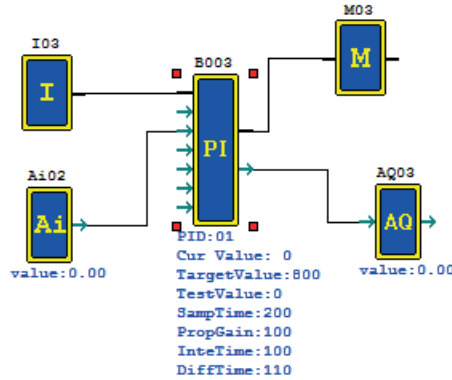 M03
I03
B003
I
M
PI
Ai02
AQ03
Ai
AQ
value:0.00
value:0.00
PID:01
Cur Value: 0
TargetValue:800
TestValue:0
SampTime:200
PropGain:100
InteTime:100
DiffTime:110